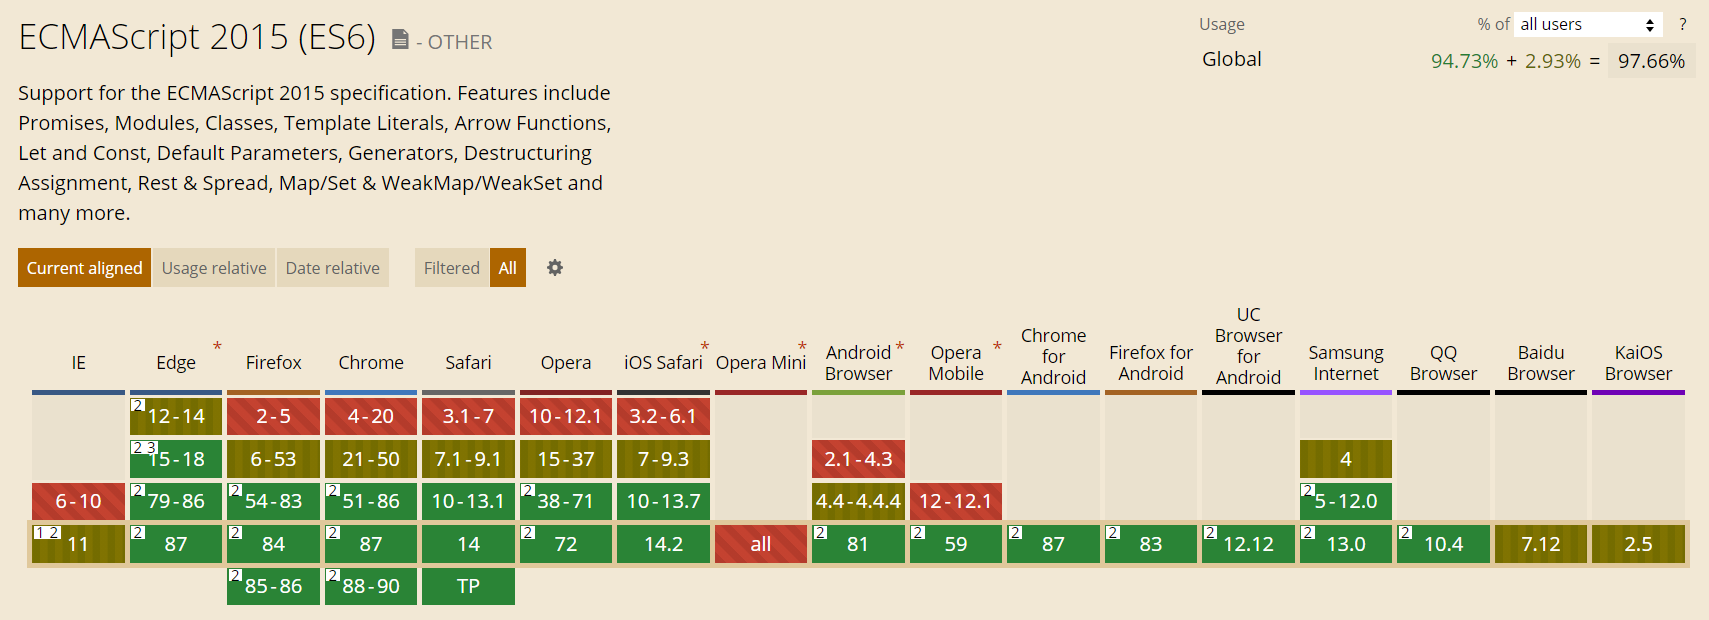 ECMAScript 2015 (ES6) - OTHER
Usage % of all users ?
Global 94.73% + 2.93% = 97.66%
Support for the ECMAScript 2015 specification. Features include
Promises, Modules, Classes, Template Literals, Arrow Functions,
Let and Const, Default Parameters, Generators, Destructuring
Assignment, Rest & Spread, Map/Set & WeakMap/WeakSet and
many more.
Current aligned Usage relative Date relative Filtered All
IE
Edge *
Firefox
Chrome
Safari
Opera
iOS Safari *
Opera Mini *
Android *
Browser
Opera *
Mobile
Chrome
for
Android
Firefox for
Android
UC
Browser
for
Android
Samsung
Internet
QQ
Browser
Baidu
Browser
KaiOS
Browser
2 12-14 2-5 4-20 3.1-7 10-12.1 3.2-6.1
2 3 15-18 6-53 21-50 7.1-9.1 15-37 7-9.3 2.1-4.3 4
6-10 2 79-86 2 54-83 2 51-86 10-13.1 2 38-71 10-13.7 4.4-4.4.4 12-12.1 2 5-12.0
1 2 11 2 87 2 84 2 87 14 2 72 14.2 all 2 81 2 59 2 87 2 83 2 12.12 2 13.0 2 10.4 7.12 2.5
2 85-86 2 88-90 TP